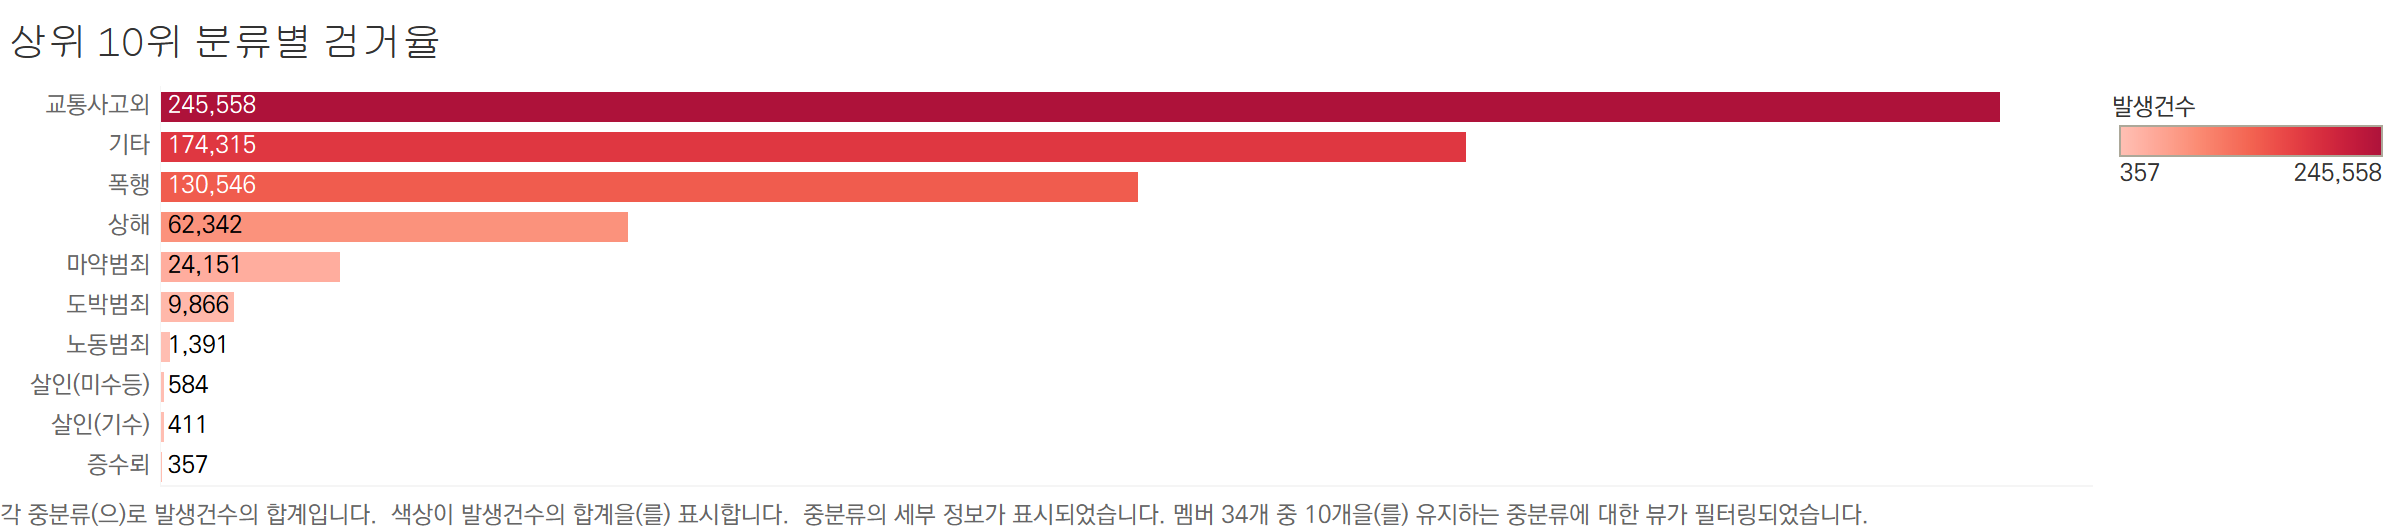 상위 10위 분류별 검거율
교통사고외 245,558
기타 174,315
폭행 130,546
상해 62,342
마약범죄 24,151
도박범죄 9,866
노동범죄 1,391
살인(미수등) 584
살인(기수) 411
증수뢰 357
발생건수
357 245,558
각 중분류(으)로 발생건수의 합계입니다. 색상이 발생건수의 합계을(를) 표시합니다. 중분류의 세부 정보가 표시되었습니다. 멤버 34개 중 10개을(를) 유지하는 중분류에 대한 뷰가 필터링되었습니다.